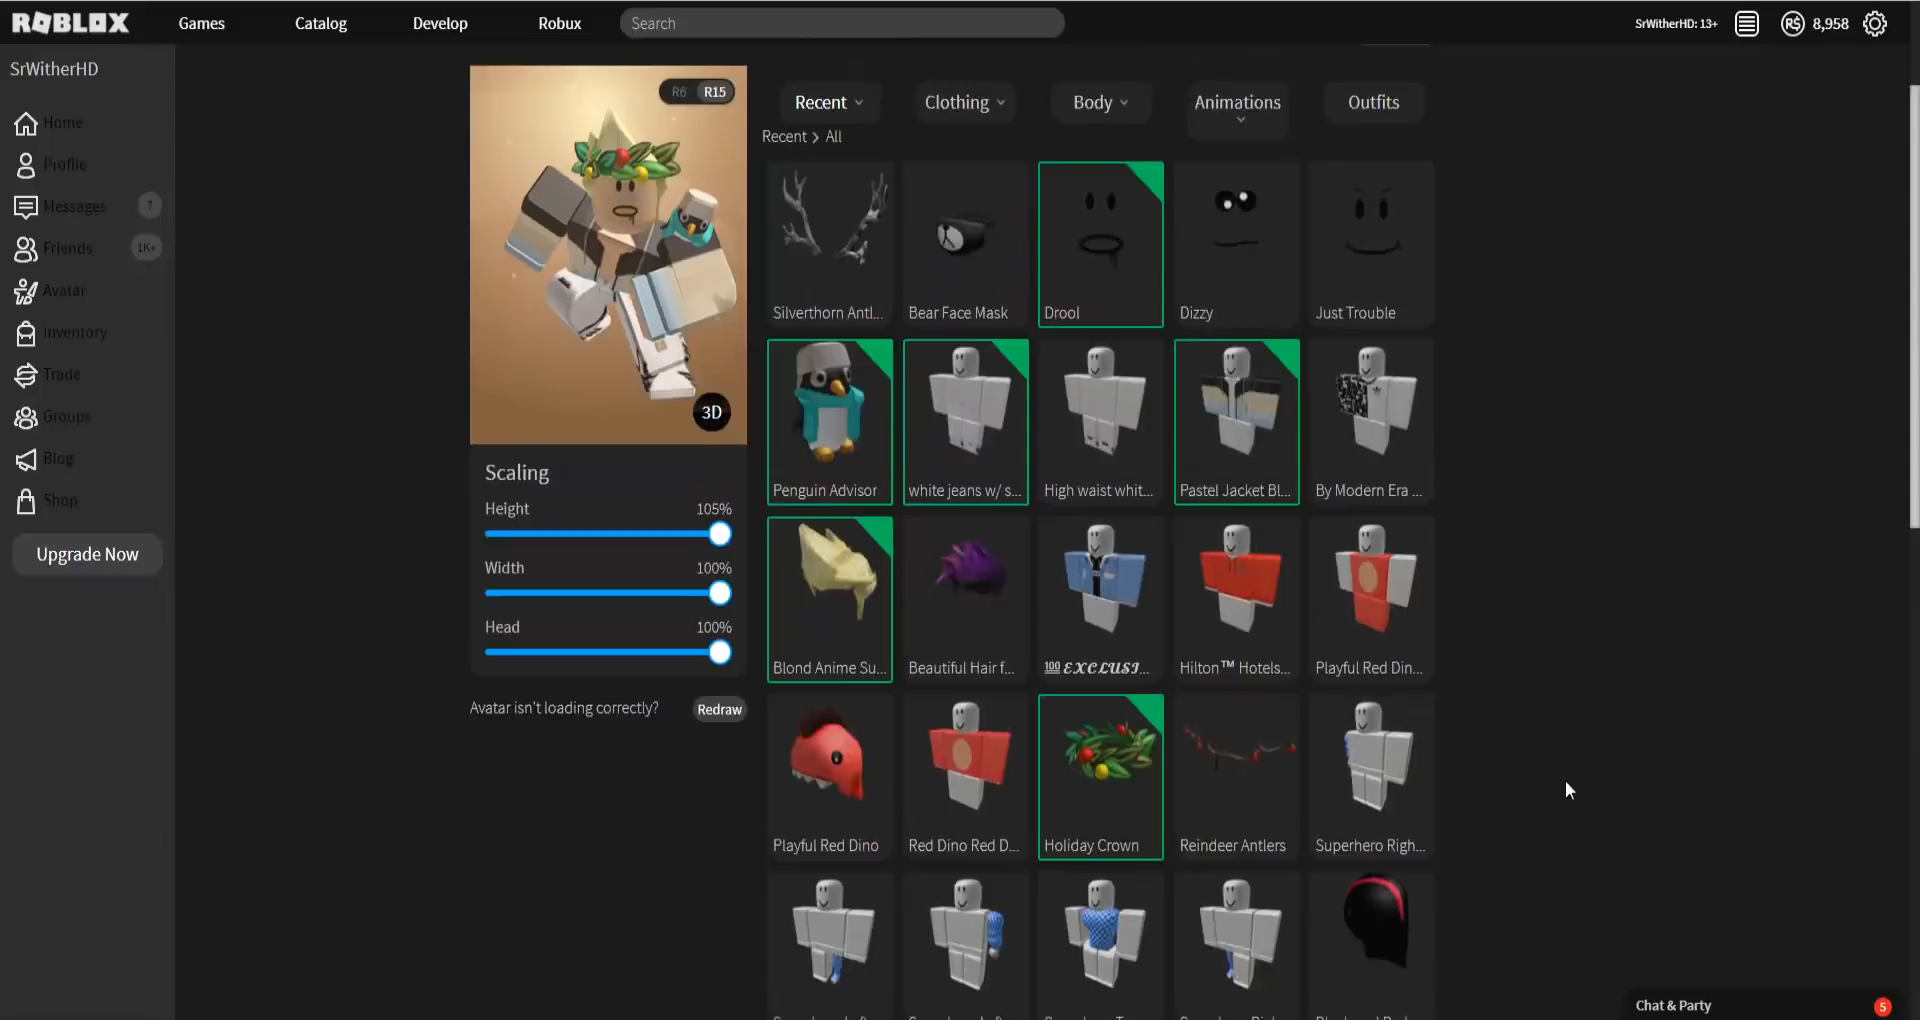 ROBLOX Games Catalog Develop Robux Search SrWitherHD: 13+ R$ 8,958
SrWitherHD
Home
Profile
Messages ?
Friends 1K+
Avatar
Inventory
Trade
Groups
Blog
Shop
Upgrade Now
R6 R15
3D
Scaling
Height 105%
Width 100%
Head 100%
Avatar isn't loading correctly? Redraw
Recent Clothing Body Animations Outfits
Recent > All
Silverthorn Antl... Bear Face Mask Drool Dizzy Just Trouble
Penguin Advisor white jeans w/ s... High waist whit... Pastel Jacket Bl... By Modern Era ...
Blond Anime Su... Beautiful Hair f... 💯 𝓔𝓧𝓒𝓛𝓤𝓢𝓘... Hilton™ Hotels... Playful Red Din...
Playful Red Dino Red Dino Red D... Holiday Crown Reindeer Antlers Superhero Righ...
Chat & Party 5